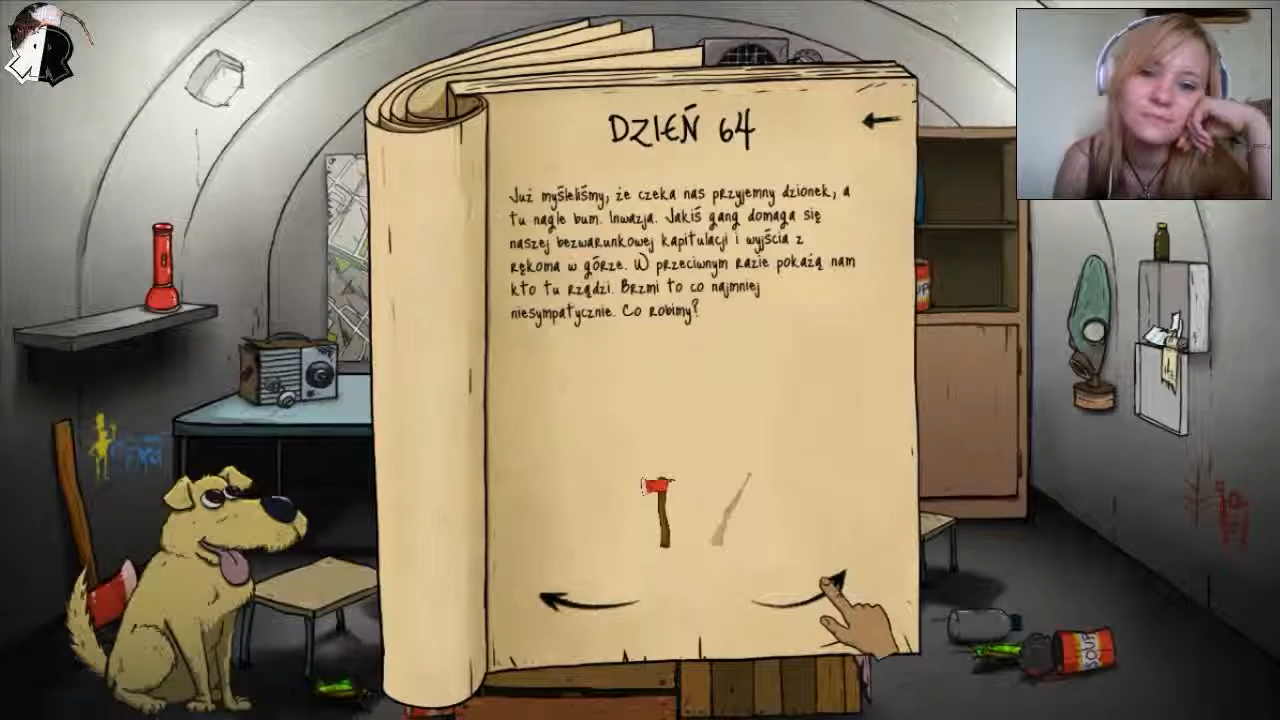 DZIEŃ 64
Już myśleliśmy, że czeka nas przyjemny dzionek, a
tu nagle bum. Inwazja. Jakiś gang domaga się
naszej bezwarunkowej kapitulacji i wyjścia z
rękoma w górze. W przeciwnym razie pokażą nam
kto tu rządzi. Brzmi to co najmniej
niesympatycznie. Co robimy?
SOUP